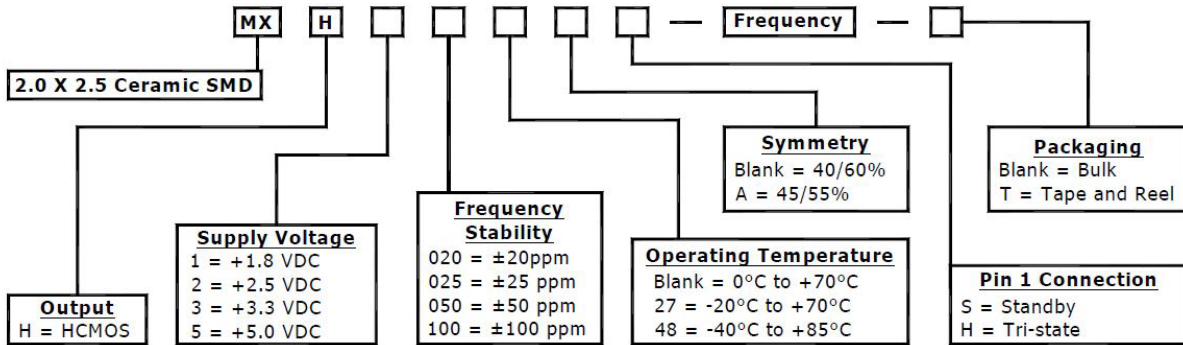 MX H — Frequency —
2.0 X 2.5 Ceramic SMD
Output
H = HCMOS
Supply Voltage
1 = +1.8 VDC
2 = +2.5 VDC
3 = +3.3 VDC
5 = +5.0 VDC
Frequency
Stability
020 = ±20ppm
025 = ±25 ppm
050 = ±50 ppm
100 = ±100 ppm
Operating Temperature
Blank = 0°C to +70°C
27 = -20°C to +70°C
48 = -40°C to +85°C
Symmetry
Blank = 40/60%
A = 45/55%
Pin 1 Connection
S = Standby
H = Tri-state
Packaging
Blank = Bulk
T = Tape and Reel